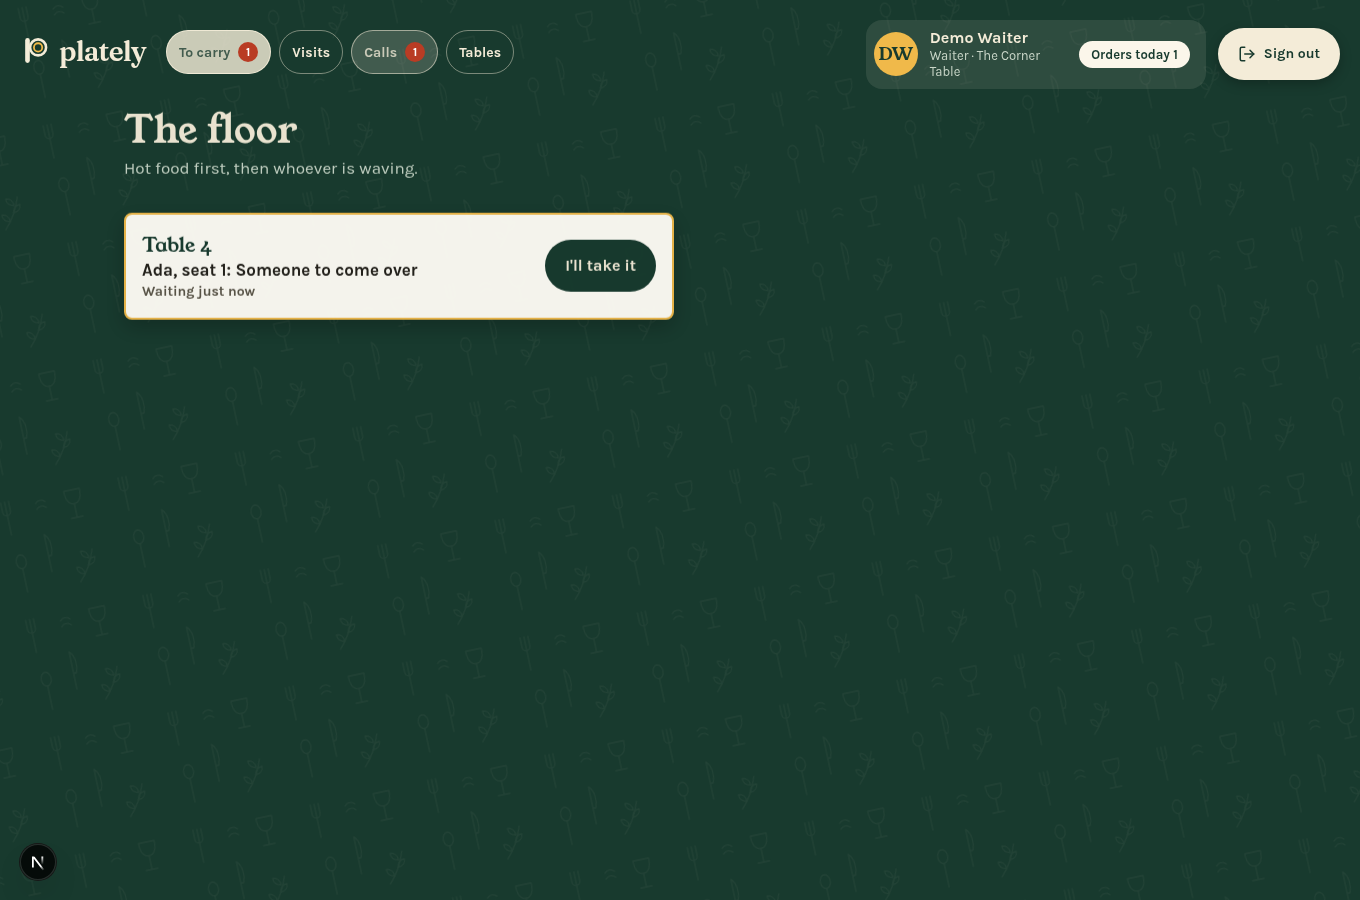 plately
To carry 1
Visits
Calls 1
Tables
DW
Demo Waiter
Waiter · The Corner
Table
Orders today 1
Sign out
The floor
Hot food first, then whoever is waving.
Table 4
Ada, seat 1: Someone to come over
Waiting just now
I'll take it
N